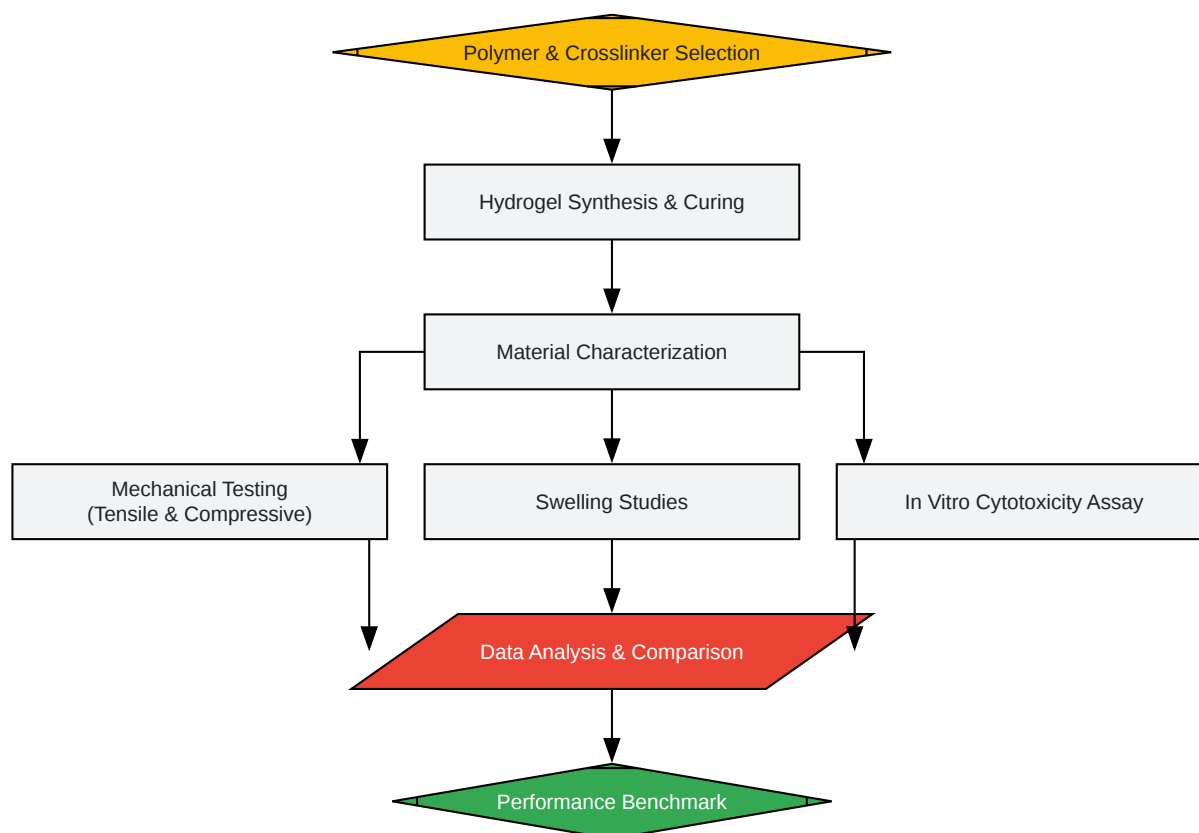 Polymer & Crosslinker Selection
Hydrogel Synthesis & Curing
Material Characterization
Mechanical Testing
(Tensile & Compressive)
Swelling Studies
In Vitro Cytotoxicity Assay
Data Analysis & Comparison
Performance Benchmark